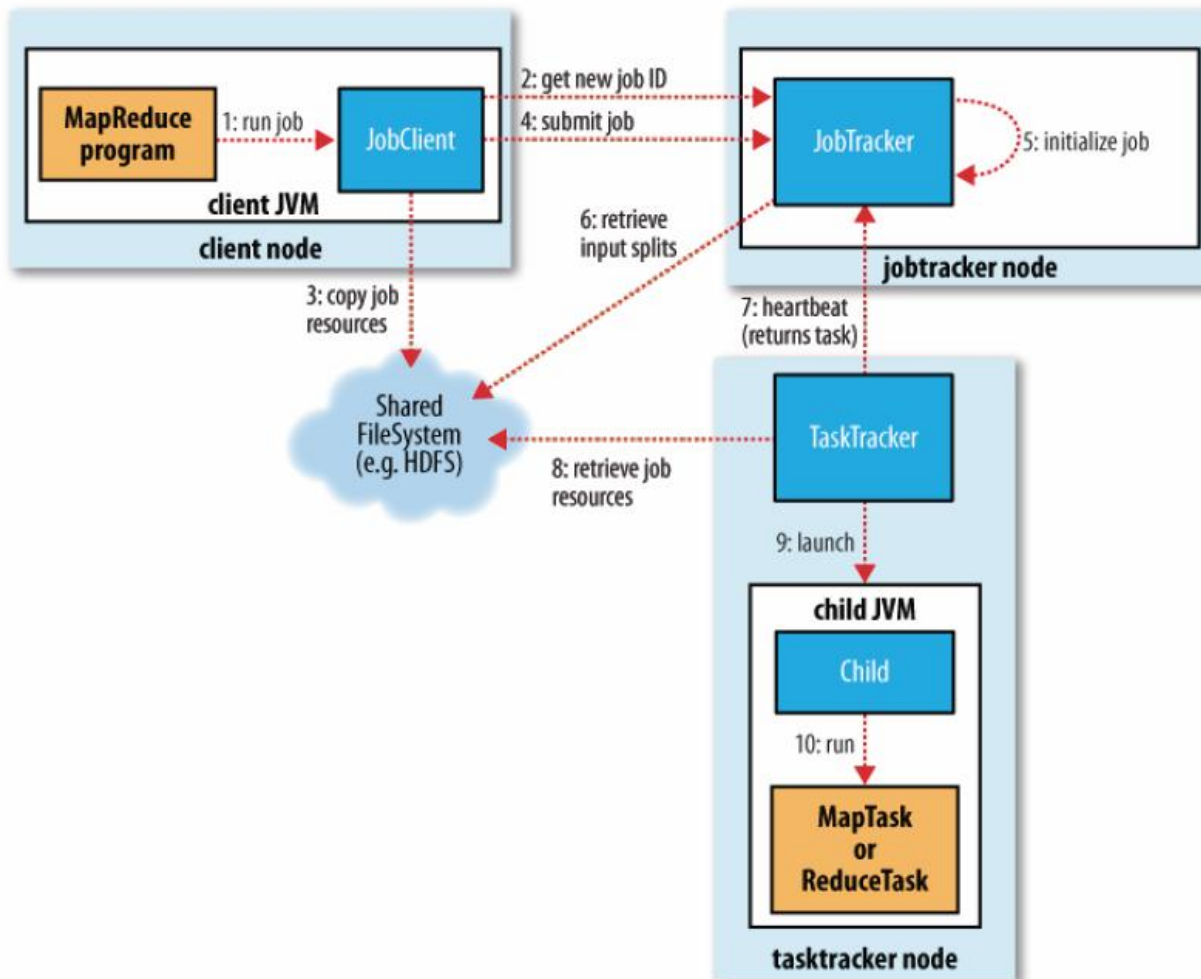 MapReduce
program
1: run job
JobClient
client JVM
client node
2: get new job ID
4: submit job
JobTracker
5: initialize job
jobtracker node
3: copy job
resources
6: retrieve
input splits
7: heartbeat
(returns task)
Shared
FileSystem
(e.g. HDFS)
8: retrieve job
resources
TaskTracker
9: launch
child JVM
Child
10: run
MapTask
or
ReduceTask
tasktracker node